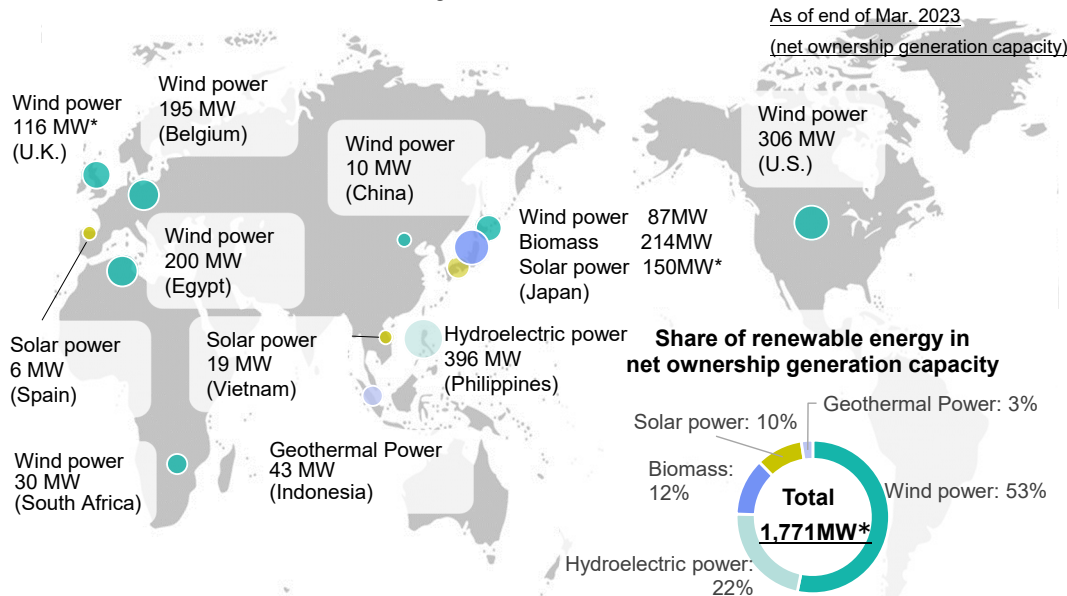 As of end of Mar. 2023
(net ownership generation capacity)
Wind power
116 MW*
(U.K.)
Wind power
195 MW
(Belgium)
Wind power
10 MW
(China)
Wind power
306 MW
(U.S.)
Wind power 87MW
Biomass 214MW
Solar power 150MW*
(Japan)
Wind power
200 MW
(Egypt)
Solar power
6 MW
(Spain)
Solar power
19 MW
(Vietnam)
Hydroelectric power
396 MW
(Philippines)
Wind power
30 MW
(South Africa)
Geothermal Power
43 MW
(Indonesia)
Share of renewable energy in
net ownership generation capacity
Geothermal Power: 3%
Solar power: 10%
Biomass:
12%
Wind power: 53%
Total
1,771MW*
Hydroelectric power:
22%